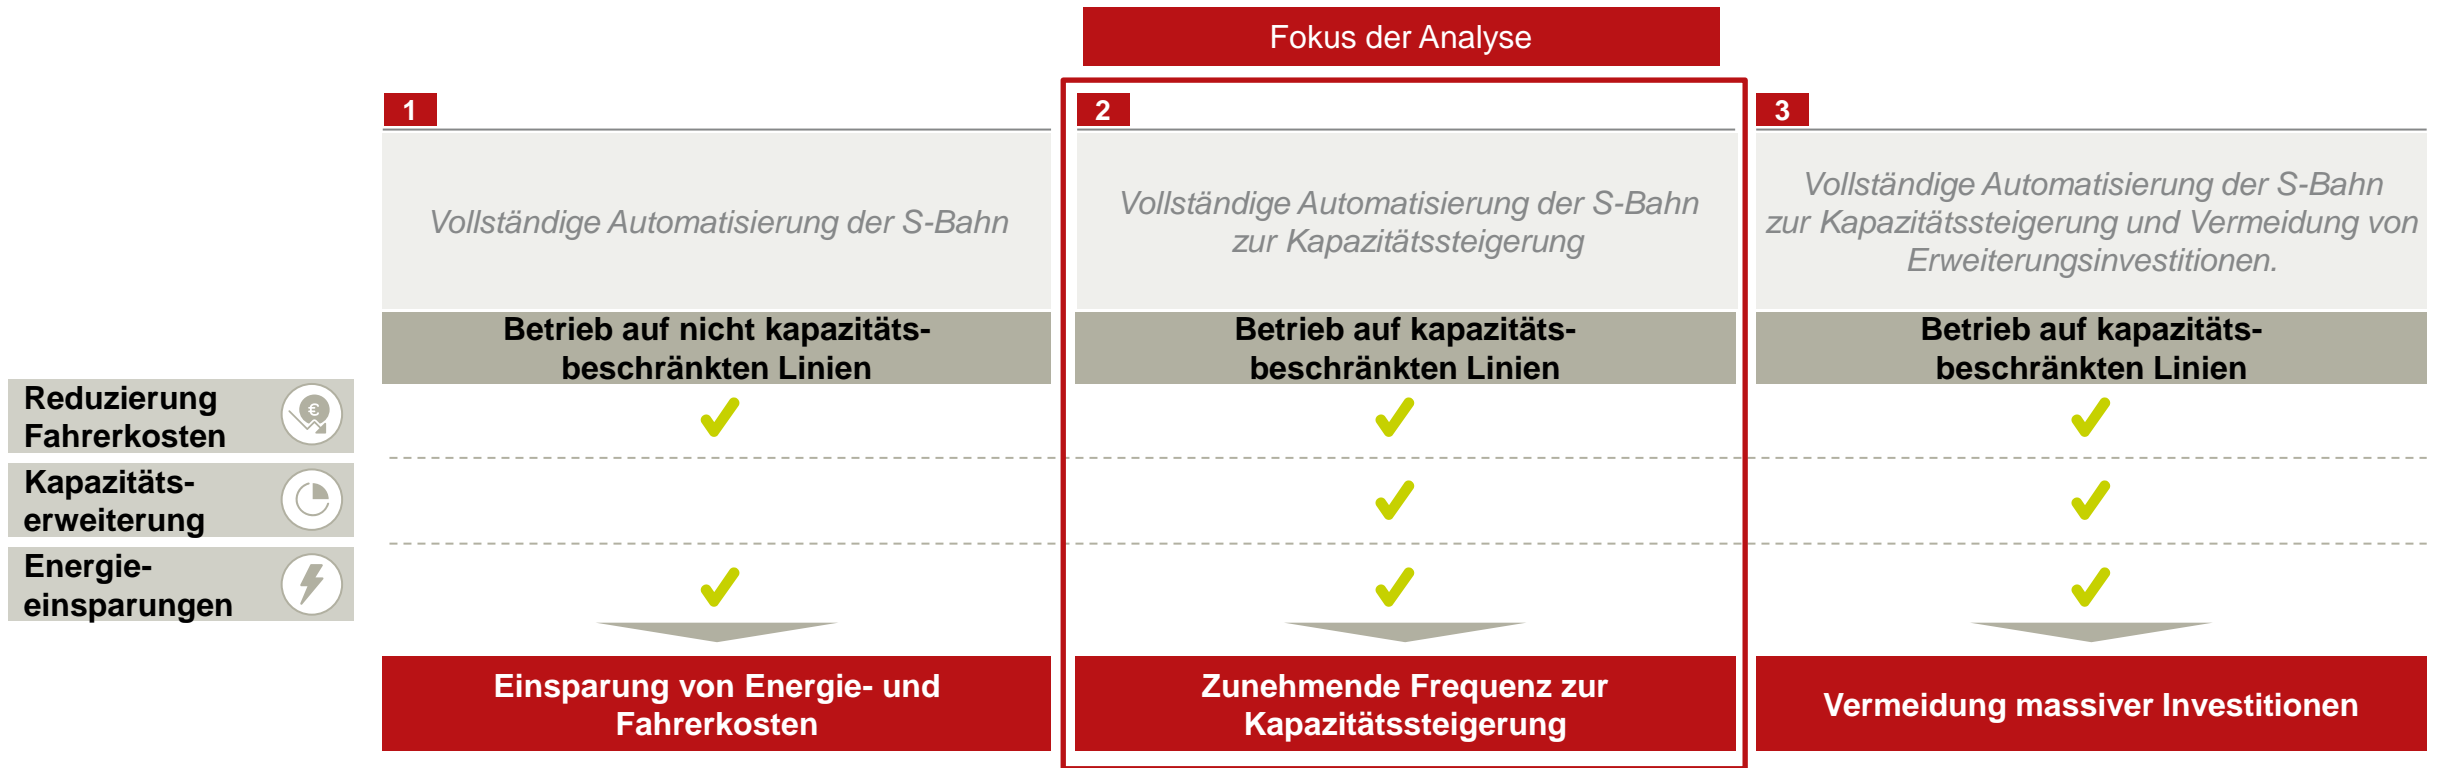 Fokus der Analyse
1
Vollständige Automatisierung der S-Bahn
Betrieb auf nicht kapazitäts-
beschränkten Linien
2
Vollständige Automatisierung der S-Bahn
zur Kapazitätssteigerung
Betrieb auf kapazitäts-
beschränkten Linien
3
Vollständige Automatisierung der S-Bahn
zur Kapazitätssteigerung und Vermeidung von
Erweiterungsinvestitionen.
Betrieb auf kapazitäts-
beschränkten Linien
Reduzierung
Fahrerkosten
€
Kapazitäts-
erweiterung
Energie-
einsparungen
Einsparung von Energie- und
Fahrerkosten
Zunehmende Frequenz zur
Kapazitätssteigerung
Vermeidung massiver Investitionen